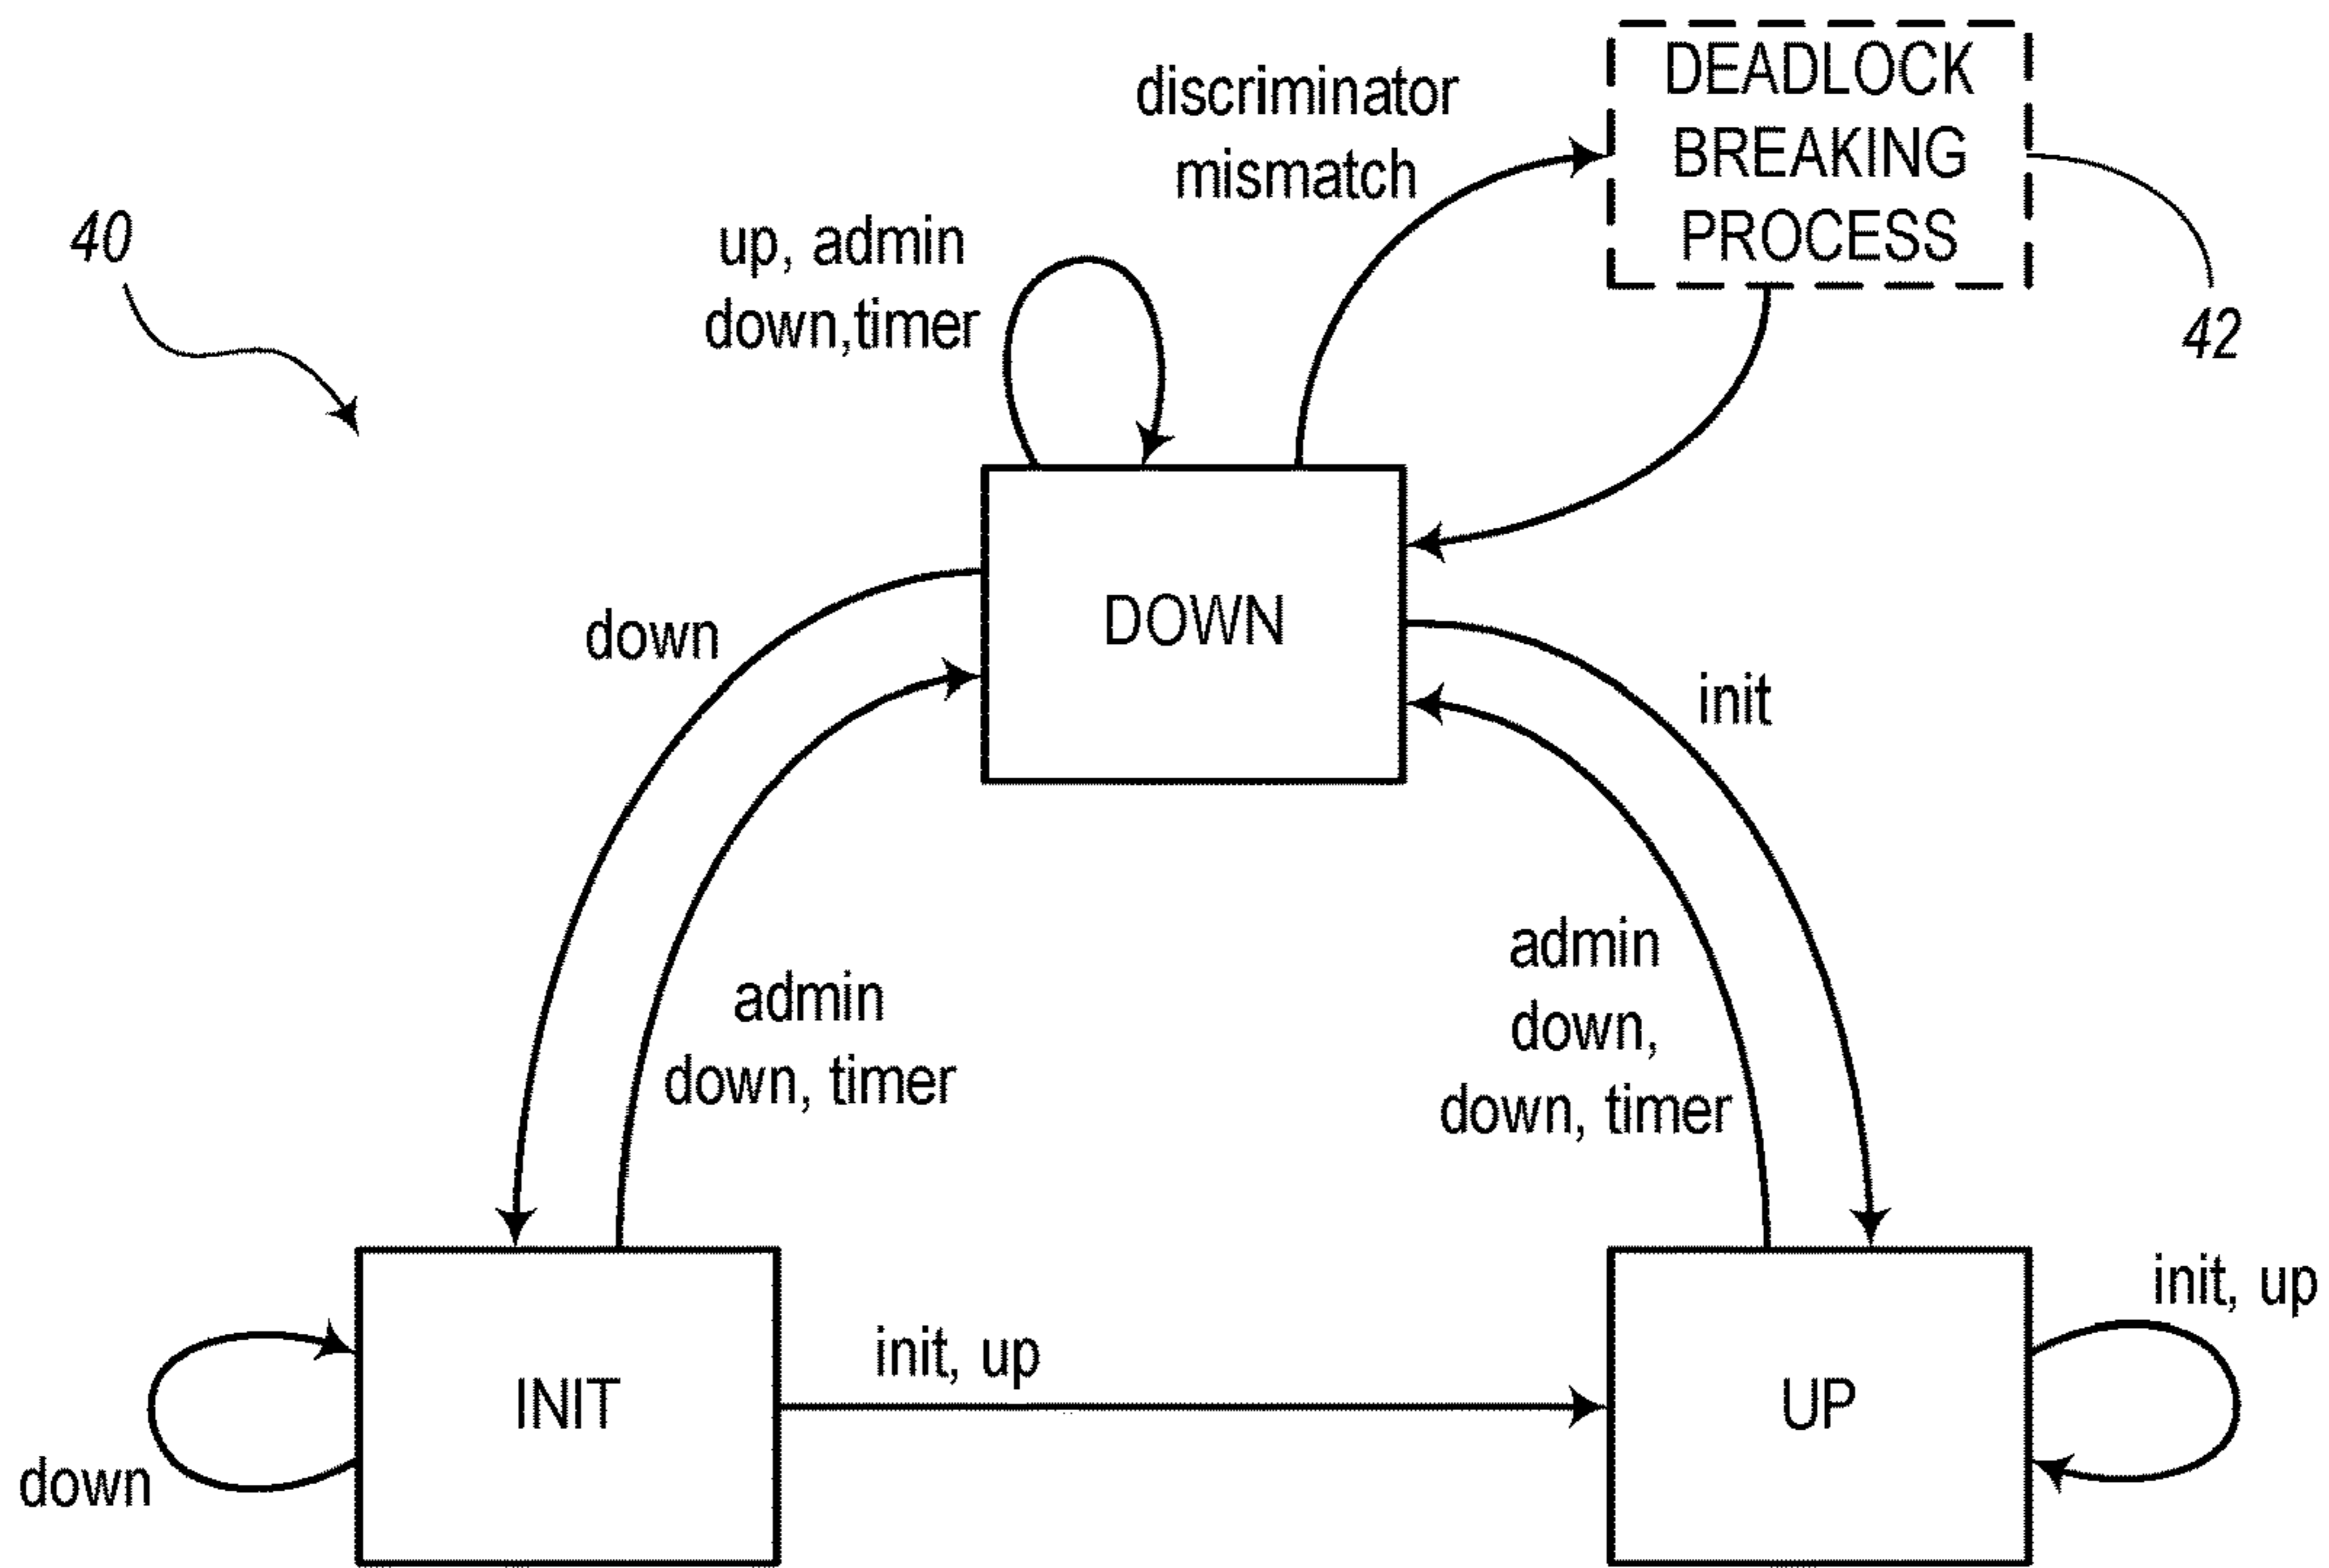 DEADLOCK
BREAKING
PROCESS
discriminator
mismatch
40
up, admin
down,timer
42
DOWN
down
init
admin
down, timer
admin
down,
down, timer
init, up
init, up
INIT
UP
down